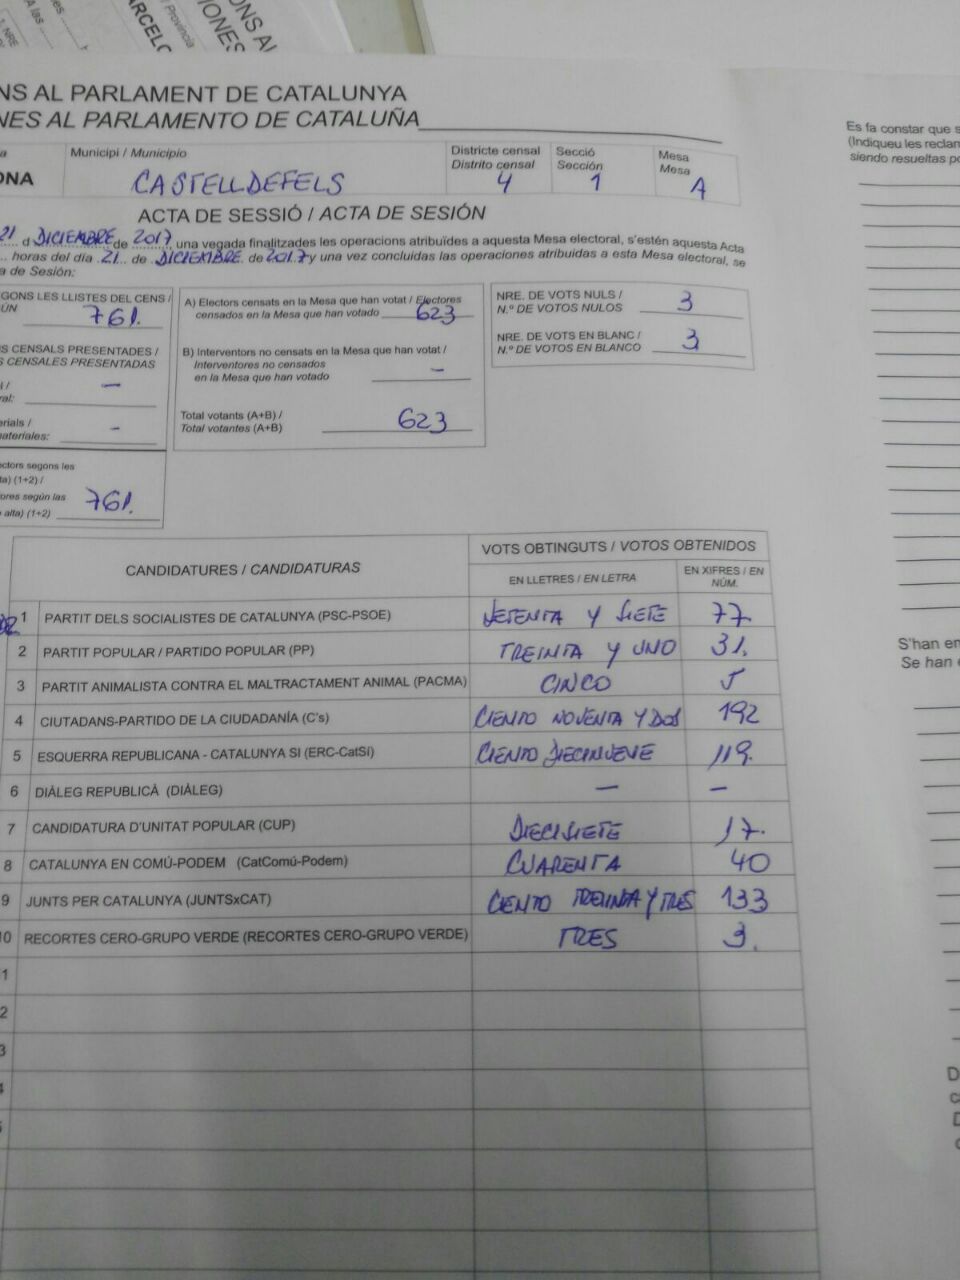 ONS AL
IONES
ARCELO
Província
A las
NRE
NS AL PARLAMENT DE CATALUNYA
NES AL PARLAMENTO DE CATALUÑA
ONA
Municipi / Municipio
CASTELLDEFELS
Districte censal
Distrito censal
4
Secció
Sección
1
Mesa
Mesa
A
ACTA DE SESSIÓ / ACTA DE SESIÓN
21 d DICIEMBRE de 2017, una vegada finalitzades les operacions atribuïdes a aquesta Mesa electoral, s'estén aquesta Acta
horas del día 21 de DICIEMBRE de 2017 y una vez concluidas las operaciones atribuidas a esta Mesa electoral, se
a de Sesión:
GONS LES LLISTES DEL CENS /
ÚN 761.
S CENSALS PRESENTADES /
S CENSALES PRESENTADAS
l /
ral: —
erials /
ateriales: -
ectors segons les
ta) (1+2) /
ores según las
alta) (1+2) 761.
A) Electors censats en la Mesa que han votat / Electores
censados en la Mesa que han votado 623
B) Interventors no censats en la Mesa que han votat /
Interventores no censados
en la Mesa que han votado -
Total votants (A+B) /
Total votantes (A+B) 623
NRE. DE VOTS NULS /
N.º DE VOTOS NULOS 3
NRE. DE VOTS EN BLANC /
N.º DE VOTOS EN BLANCO 3
CANDIDATURES / CANDIDATURAS
VOTS OBTINGUTS / VOTOS OBTENIDOS
EN LLETRES / EN LETRA
EN XIFRES / EN
NÚM.
1 PARTIT DELS SOCIALISTES DE CATALUNYA (PSC-PSOE) SETENTA Y SIETE 77.
2 PARTIT POPULAR / PARTIDO POPULAR (PP) TREINTA Y UNO 31.
3 PARTIT ANIMALISTA CONTRA EL MALTRACTAMENT ANIMAL (PACMA) CINCO 5
4 CIUTADANS-PARTIDO DE LA CIUDADANÍA (C's) CIENTO NOVENTA Y DOS 192
5 ESQUERRA REPUBLICANA - CATALUNYA SI (ERC-CatSí) CIENTO DIECINUEVE 119.
6 DIÀLEG REPUBLICÀ (DIÀLEG) — —
7 CANDIDATURA D'UNITAT POPULAR (CUP) DIECISIETE 17.
8 CATALUNYA EN COMÚ-PODEM (CatComú-Podem) CUARENTA 40
9 JUNTS PER CATALUNYA (JUNTSxCAT) CIENTO TREINTA Y TRES 133
10 RECORTES CERO-GRUPO VERDE (RECORTES CERO-GRUPO VERDE) TRES 3.
1
2
3
4
5
Es fa constar que s
(Indiqueu les reclam
siendo resueltas po
S'han em
Se han e
D